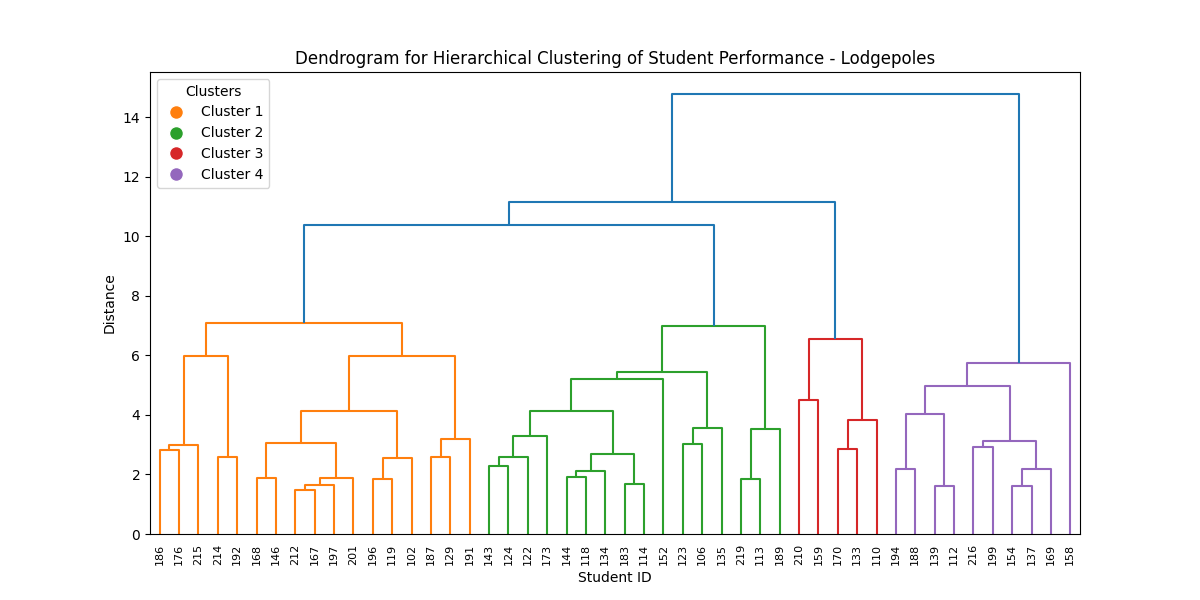 Dendrogram for Hierarchical Clustering of Student Performance - Lodgepoles
Clusters
Cluster 1
Cluster 2
Cluster 3
Cluster 4
14
12
10
8
6
4
2
0
Distance
186 176 215 214 192 168 146 212 167 197 201 196 119 102 187 129 191 143 124 122 173 144 118 134 183 114 152 123 106 135 219 113 189 210 159 170 133 110 194 188 139 112 216 199 154 137 169 158
Student ID